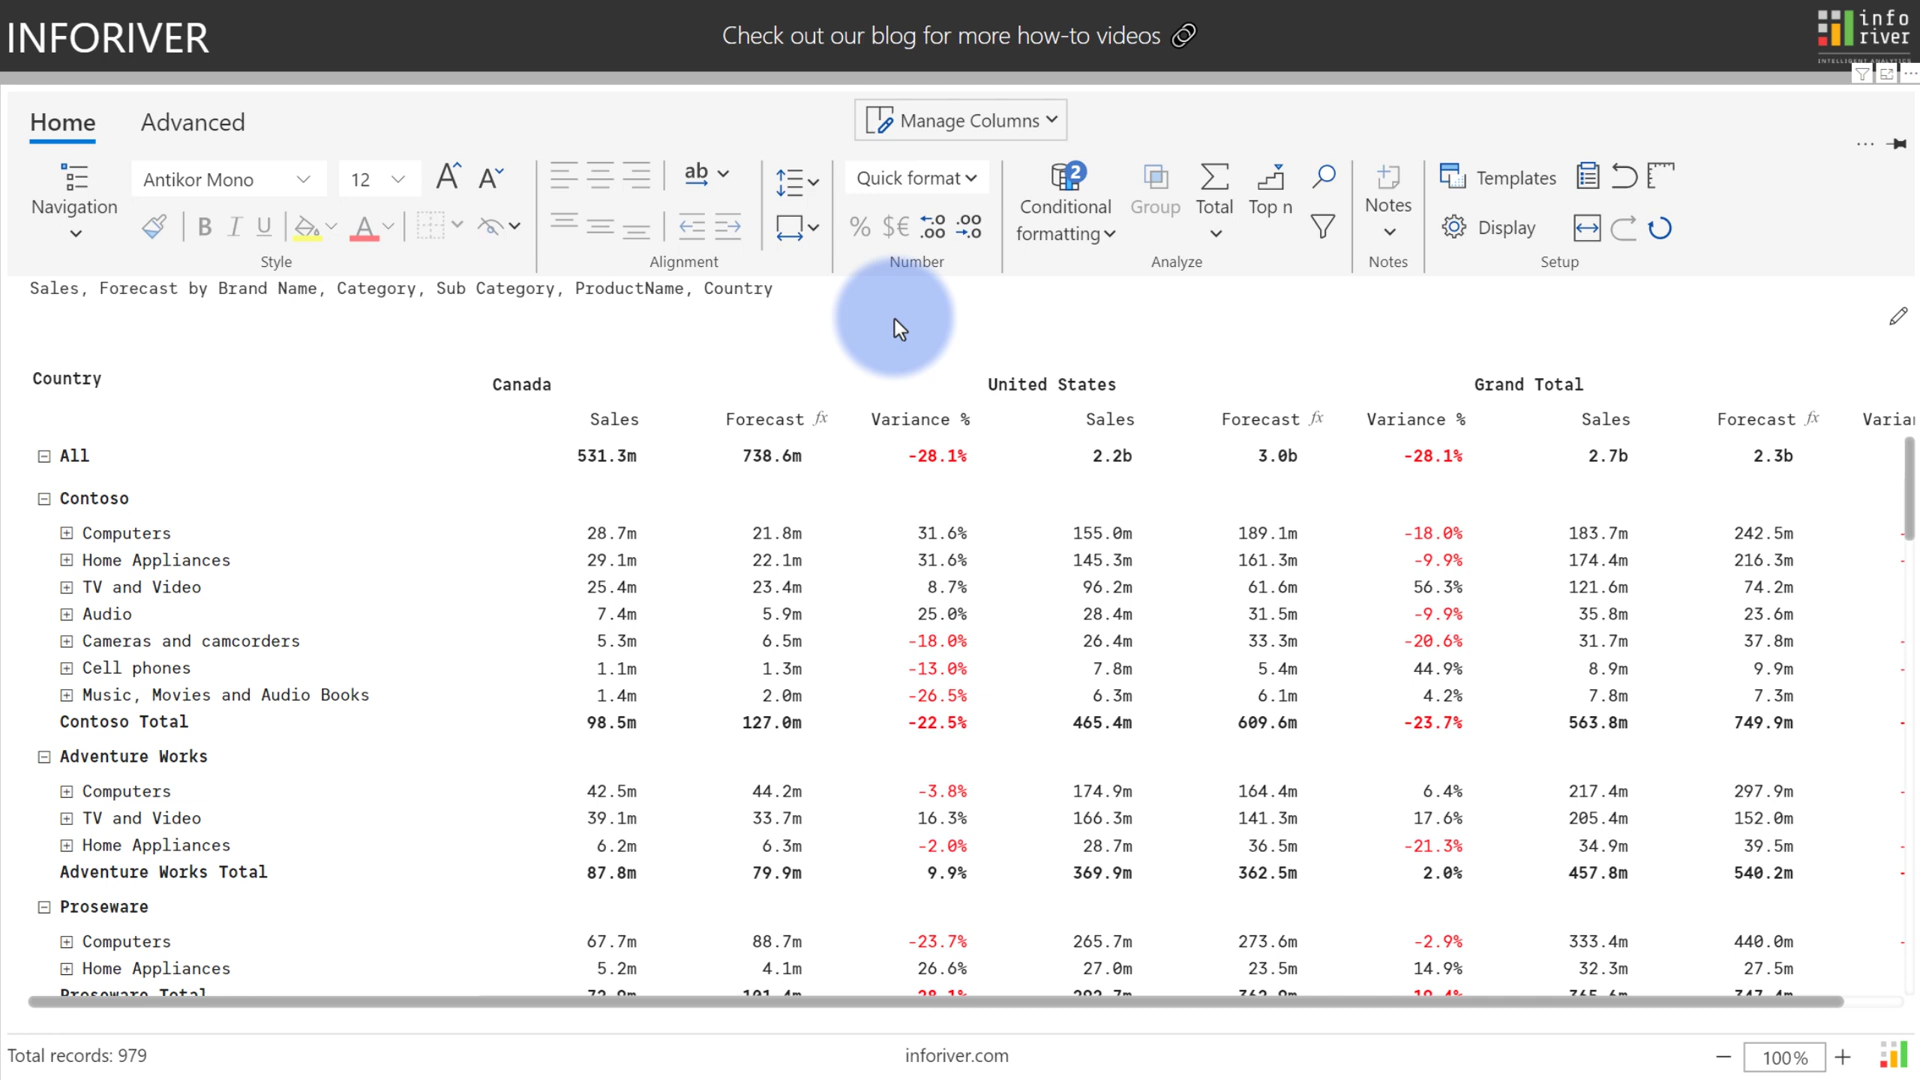 INFORIVER
Check out our blog for more how-to videos
info
river
INTELLIGENT ANALYTICS
Home Advanced
Manage Columns
Navigation
Antikor Mono 12
B I U
Style
ab
Alignment
Quick format
% $€ .00 .00
Number
2
Conditional formatting
Group
Total
Top n
Analyze
Notes
Notes
Templates
Display
Setup
Sales, Forecast by Brand Name, Category, Sub Category, ProductName, Country
Country Canada United States Grand Total
Sales Forecast fx Variance % Sales Forecast fx Variance % Sales Forecast fx Varia
All 531.3m 738.6m -28.1% 2.2b 3.0b -28.1% 2.7b 2.3b
Contoso
Computers 28.7m 21.8m 31.6% 155.0m 189.1m -18.0% 183.7m 242.5m -
Home Appliances 29.1m 22.1m 31.6% 145.3m 161.3m -9.9% 174.4m 216.3m -
TV and Video 25.4m 23.4m 8.7% 96.2m 61.6m 56.3% 121.6m 74.2m
Audio 7.4m 5.9m 25.0% 28.4m 31.5m -9.9% 35.8m 23.6m
Cameras and camcorders 5.3m 6.5m -18.0% 26.4m 33.3m -20.6% 31.7m 37.8m -
Cell phones 1.1m 1.3m -13.0% 7.8m 5.4m 44.9% 8.9m 9.9m -
Music, Movies and Audio Books 1.4m 2.0m -26.5% 6.3m 6.1m 4.2% 7.8m 7.3m
Contoso Total 98.5m 127.0m -22.5% 465.4m 609.6m -23.7% 563.8m 749.9m -
Adventure Works
Computers 42.5m 44.2m -3.8% 174.9m 164.4m 6.4% 217.4m 297.9m -
TV and Video 39.1m 33.7m 16.3% 166.3m 141.3m 17.6% 205.4m 152.0m
Home Appliances 6.2m 6.3m -2.0% 28.7m 36.5m -21.3% 34.9m 39.5m -
Adventure Works Total 87.8m 79.9m 9.9% 369.9m 362.5m 2.0% 457.8m 540.2m -
Proseware
Computers 67.7m 88.7m -23.7% 265.7m 273.6m -2.9% 333.4m 440.0m -
Home Appliances 5.2m 4.1m 26.6% 27.0m 23.5m 14.9% 32.3m 27.5m
Proseware Total
Total records: 979
inforiver.com
100%